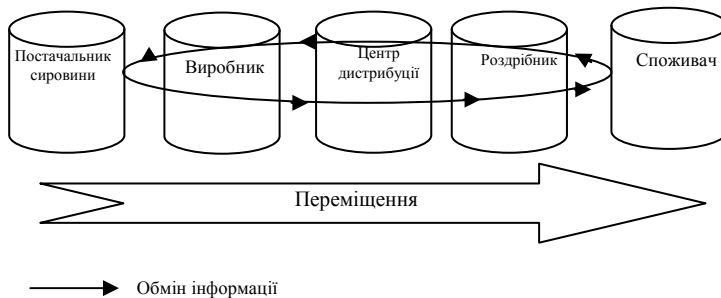 Постачальник
сировини
Виробник
Центр
дистрибуції
Роздрібник
Споживач
Переміщення
Обмін інформації